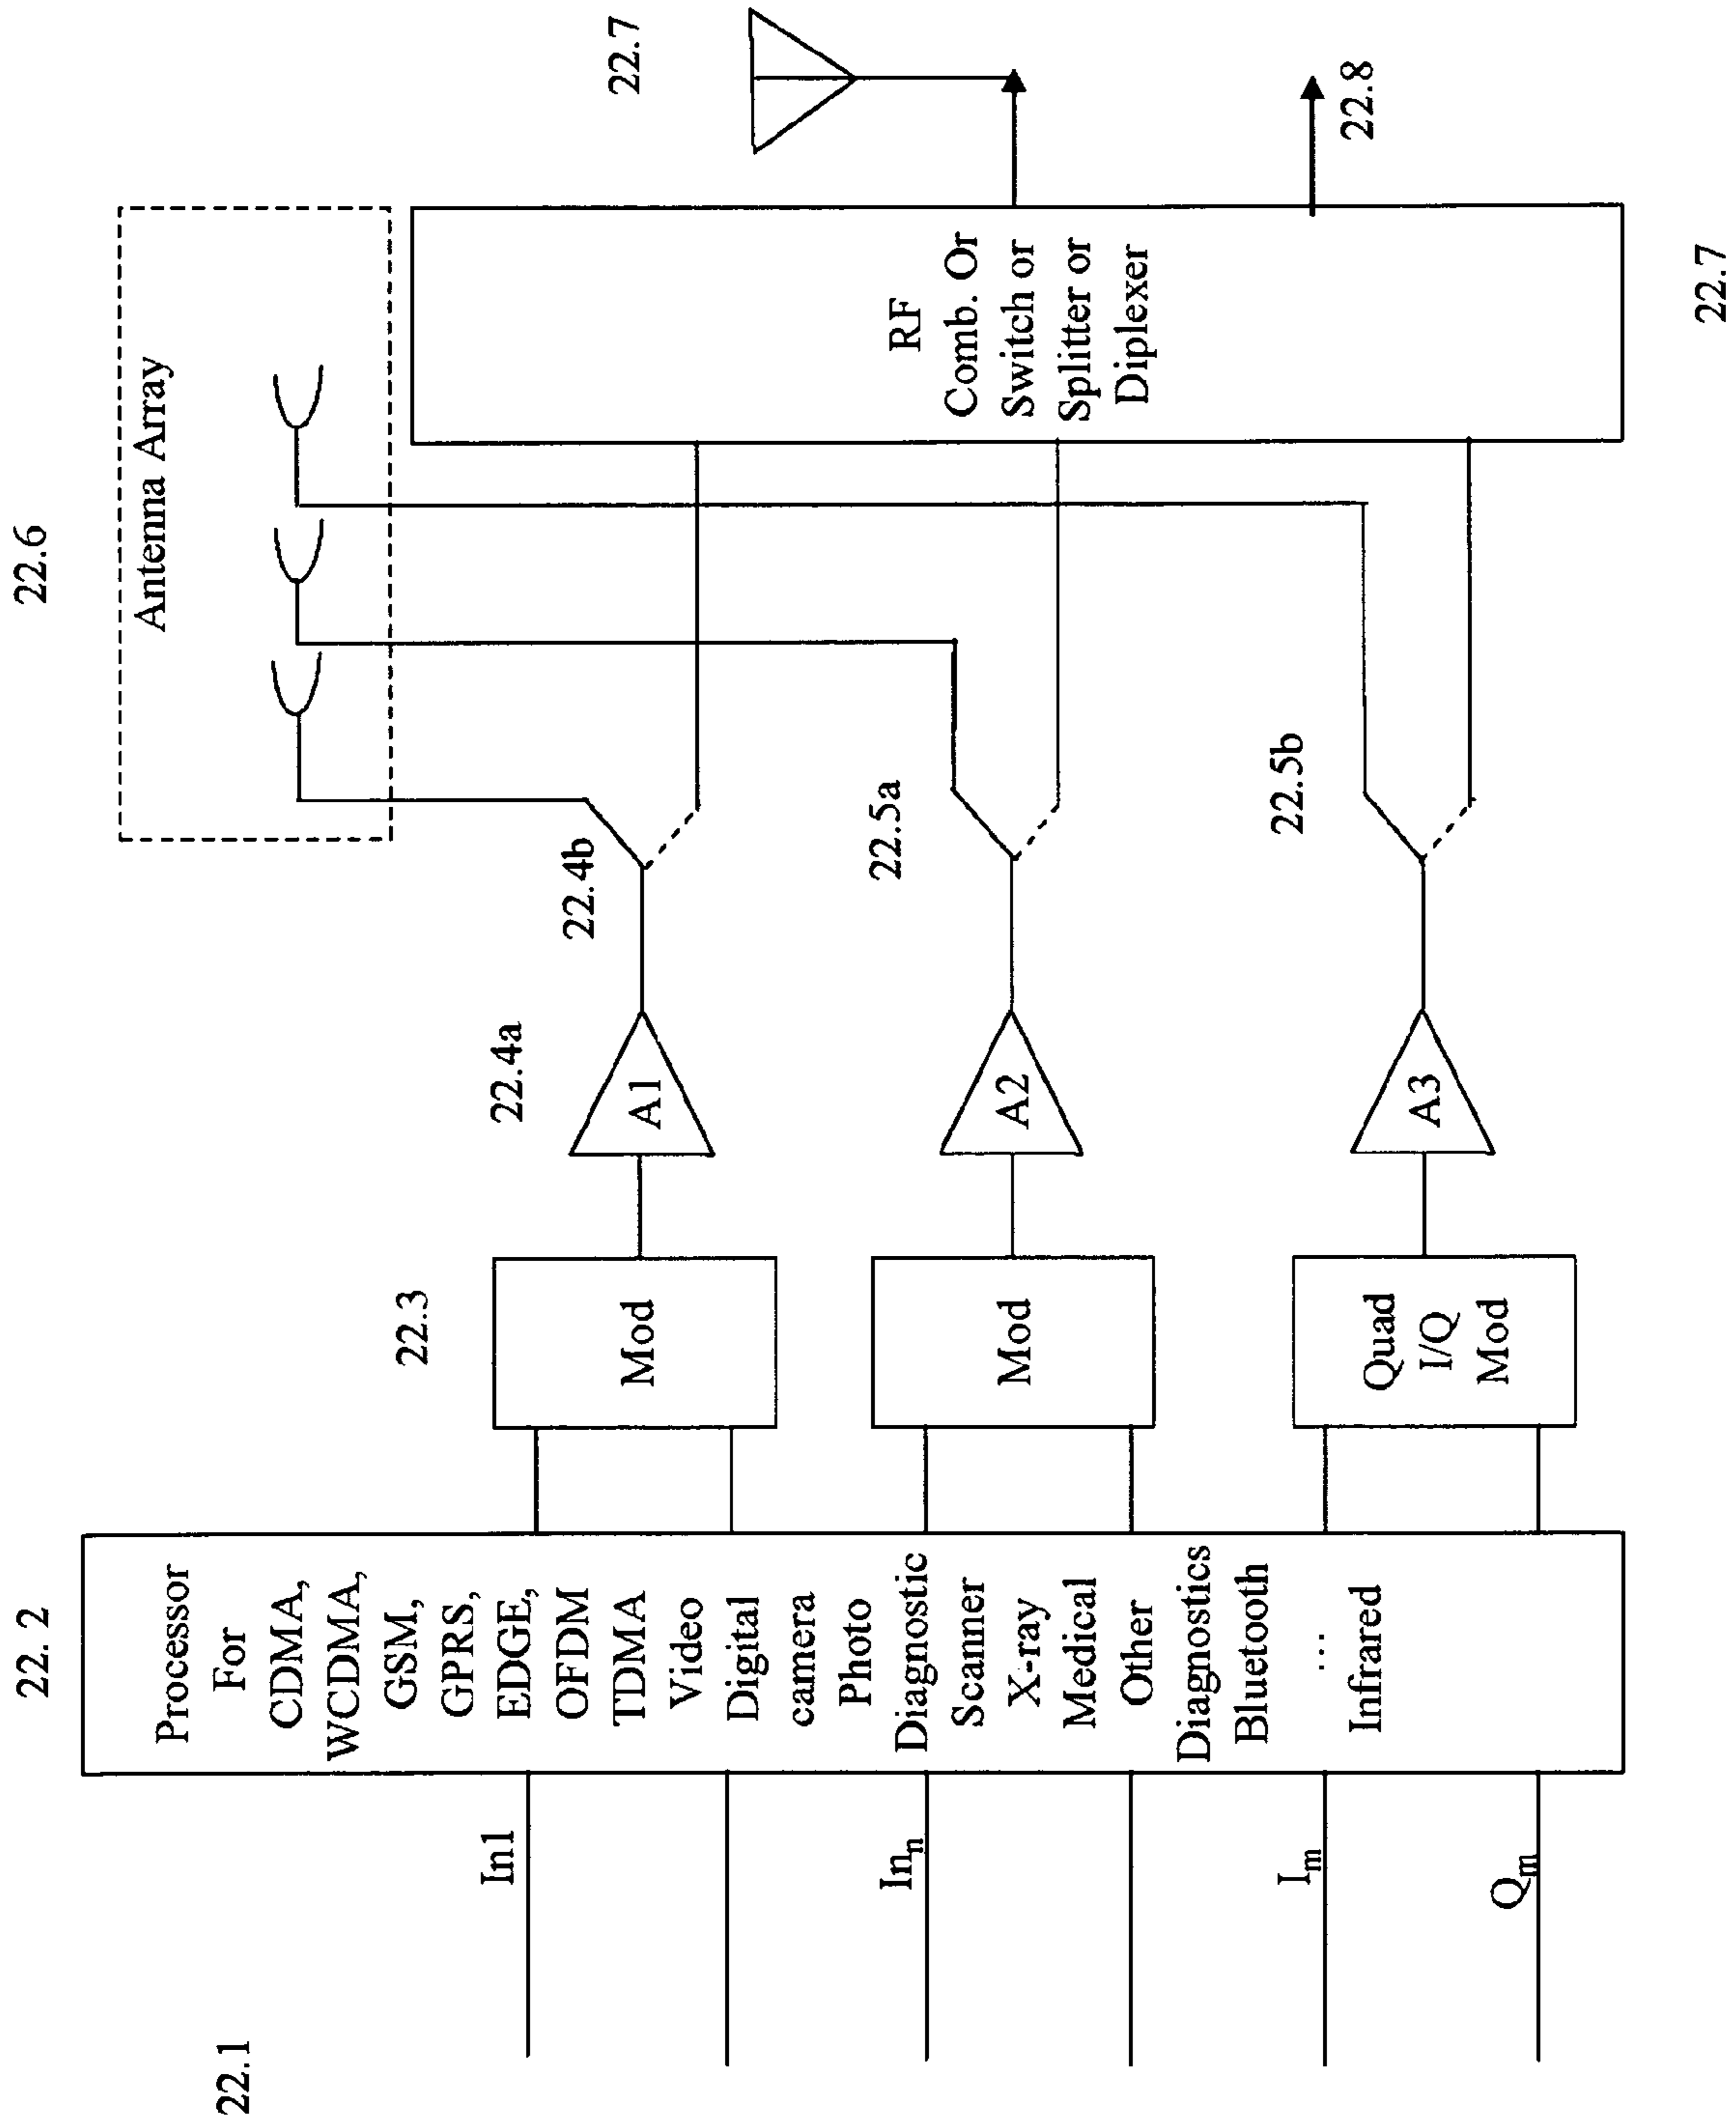 22.1
In1
In_n
I_m
Q_m
22. 2
Processor
For
CDMA,
WCDMA,
GSM,
GPRS,
EDGE,
OFDM
TDMA
Video
Digital
camera
Photo
Diagnostic
Scanner
X-ray
Medical
Other
Diagnostics
Bluetooth
...
Infrared
22.3
Mod
Mod
Quad
I/Q
Mod
22.4a
A1
A2
A3
22.4b
22.5a
22.5b
22.6
Antenna Array
RF
Comb. Or
Switch or
Splitter or
Diplexer
22.7
22.7
22.8